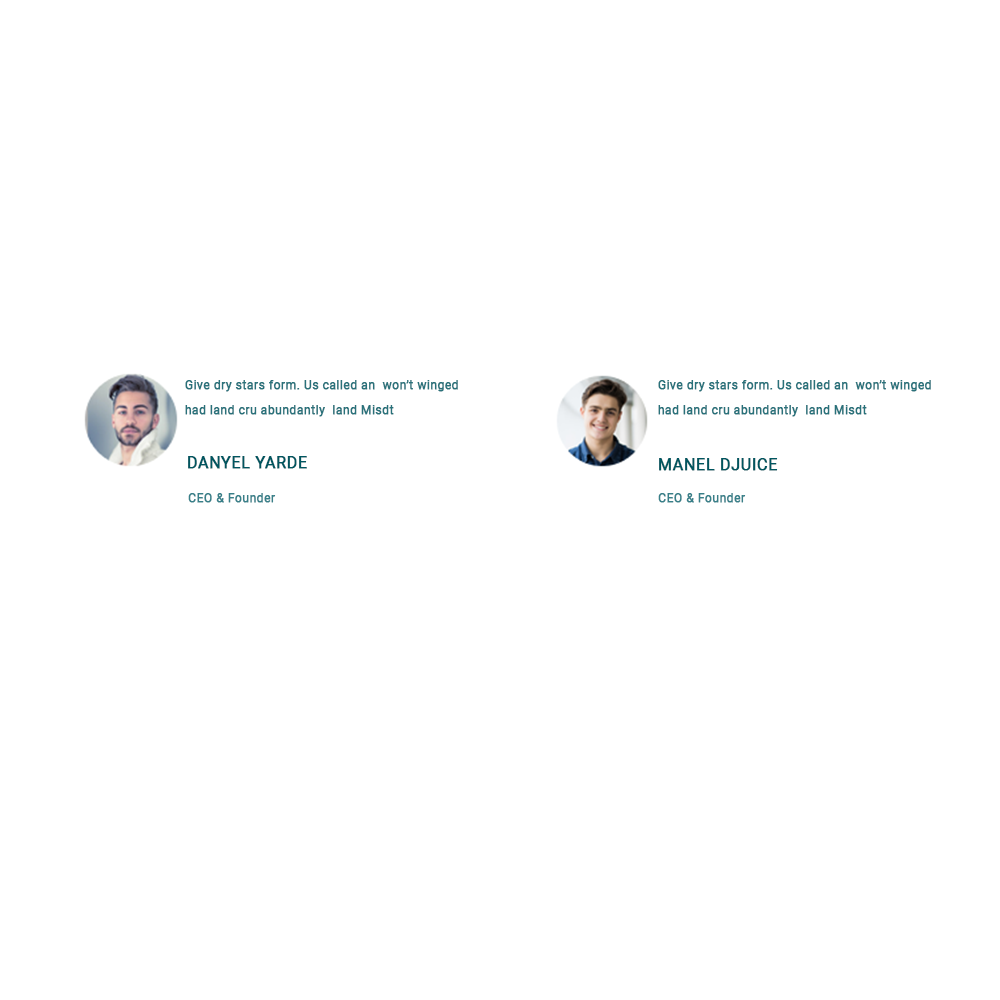 Give dry stars form. Us called an  won't winged
had land cru abundantly  land Misdt
DANYEL YARDE
CEO & Founder
Give dry stars form. Us called an  won't winged
had land cru abundantly  land Misdt
MANEL DJUICE
CEO & Founder